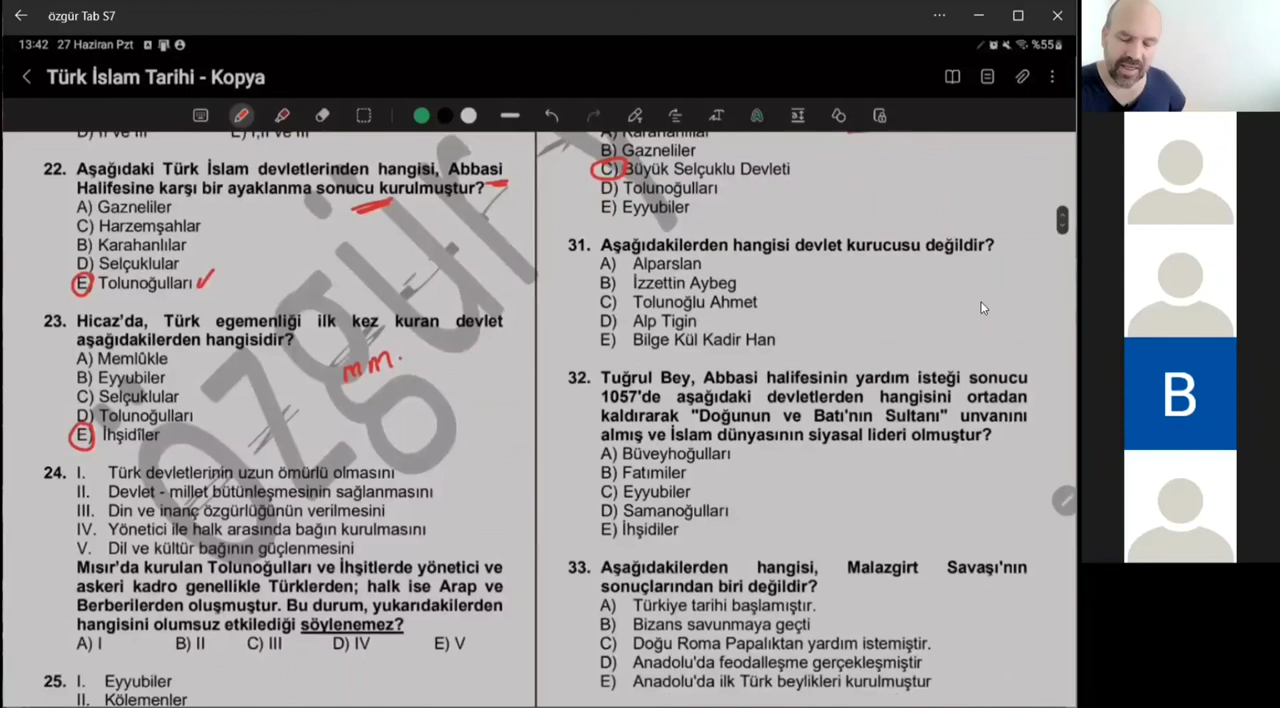 özgür Tab S7
13:42 27 Haziran Pzt
%55
Türk İslam Tarihi - Kopya
D) II ve III E) I,II ve III
22. Aşağıdaki Türk İslam devletlerinden hangisi, Abbasi
Halifesine karşı bir ayaklanma sonucu kurulmuştur?
A) Gazneliler
C) Harzemşahlar
B) Karahanlılar
D) Selçuklular
E) Tolunoğulları
23. Hicaz'da, Türk egemenliği ilk kez kuran devlet
aşağıdakilerden hangisidir?
A) Memlûkle
B) Eyyubiler
C) Selçuklular
D) Tolunoğulları
E) İhşidîler
mm.
24. I. Türk devletlerinin uzun ömürlü olmasını
II. Devlet - millet bütünleşmesinin sağlanmasını
III. Din ve inanç özgürlüğünün verilmesini
IV. Yönetici ile halk arasında bağın kurulmasını
V. Dil ve kültür bağının güçlenmesini
Mısır'da kurulan Tolunoğulları ve İhşitlerde yönetici ve
askeri kadro genellikle Türklerden; halk ise Arap ve
Berberilerden oluşmuştur. Bu durum, yukarıdakilerden
hangisini olumsuz etkilediği söylenemez?
A) I B) II C) III D) IV E) V
25. I. Eyyubiler
II. Kölemenler
A) Karahanlılar
B) Gazneliler
C) Büyük Selçuklu Devleti
D) Tolunoğulları
E) Eyyubiler
31. Aşağıdakilerden hangisi devlet kurucusu değildir?
A) Alparslan
B) İzzettin Aybeg
C) Tolunoğlu Ahmet
D) Alp Tigin
E) Bilge Kül Kadir Han
32. Tuğrul Bey, Abbasi halifesinin yardım isteği sonucu
1057'de aşağıdaki devletlerden hangisini ortadan
kaldırarak "Doğunun ve Batı'nın Sultanı" unvanını
almış ve İslam dünyasının siyasal lideri olmuştur?
A) Büveyhoğulları
B) Fatımiler
C) Eyyubiler
D) Samanoğulları
E) İhşidiler
33. Aşağıdakilerden hangisi, Malazgirt Savaşı'nın
sonuçlarından biri değildir?
A) Türkiye tarihi başlamıştır.
B) Bizans savunmaya geçti
C) Doğu Roma Papalıktan yardım istemiştir.
D) Anadolu'da feodalleşme gerçekleşmiştir
E) Anadolu'da ilk Türk beylikleri kurulmuştur
B